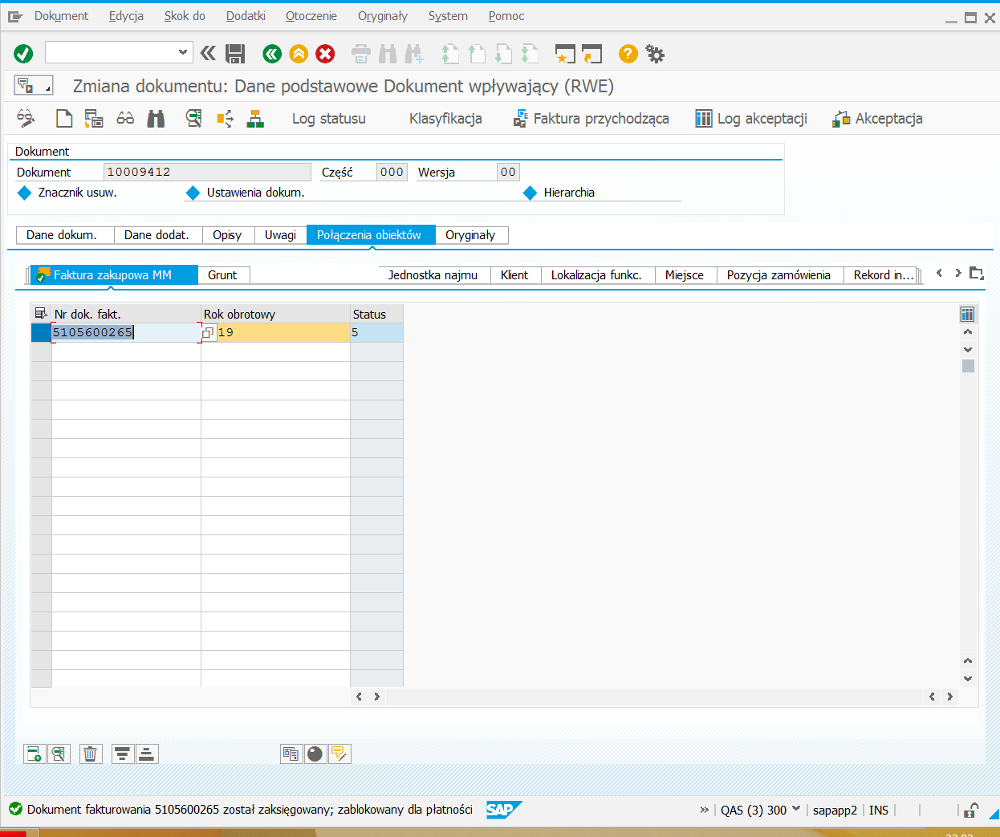 Dokument Edycja Skok do Dodatki Otoczenie Oryginały System Pomoc
Zmiana dokumentu: Dane podstawowe Dokument wpływający (RWE)
Log statusu Klasyfikacja Faktura przychodząca Log akceptacji Akceptacja
Dokument
Dokument 10009412 Część 000 Wersja 00
Znacznik usuw. Ustawienia dokum. Hierarchia
Dane dokum. Dane dodat. Opisy Uwagi Połączenia obiektów Oryginały
Faktura zakupowa MM Grunt Jednostka najmu Klient Lokalizacja funkc. Miejsce Pozycja zamówienia Rekord in...
Nr dok. fakt. Rok obrotowy Status
5105600265 19 5
Dokument fakturowania 5105600265 został zaksięgowany; zablokowany dla płatności SAP QAS (3) 300 sapapp2 INS